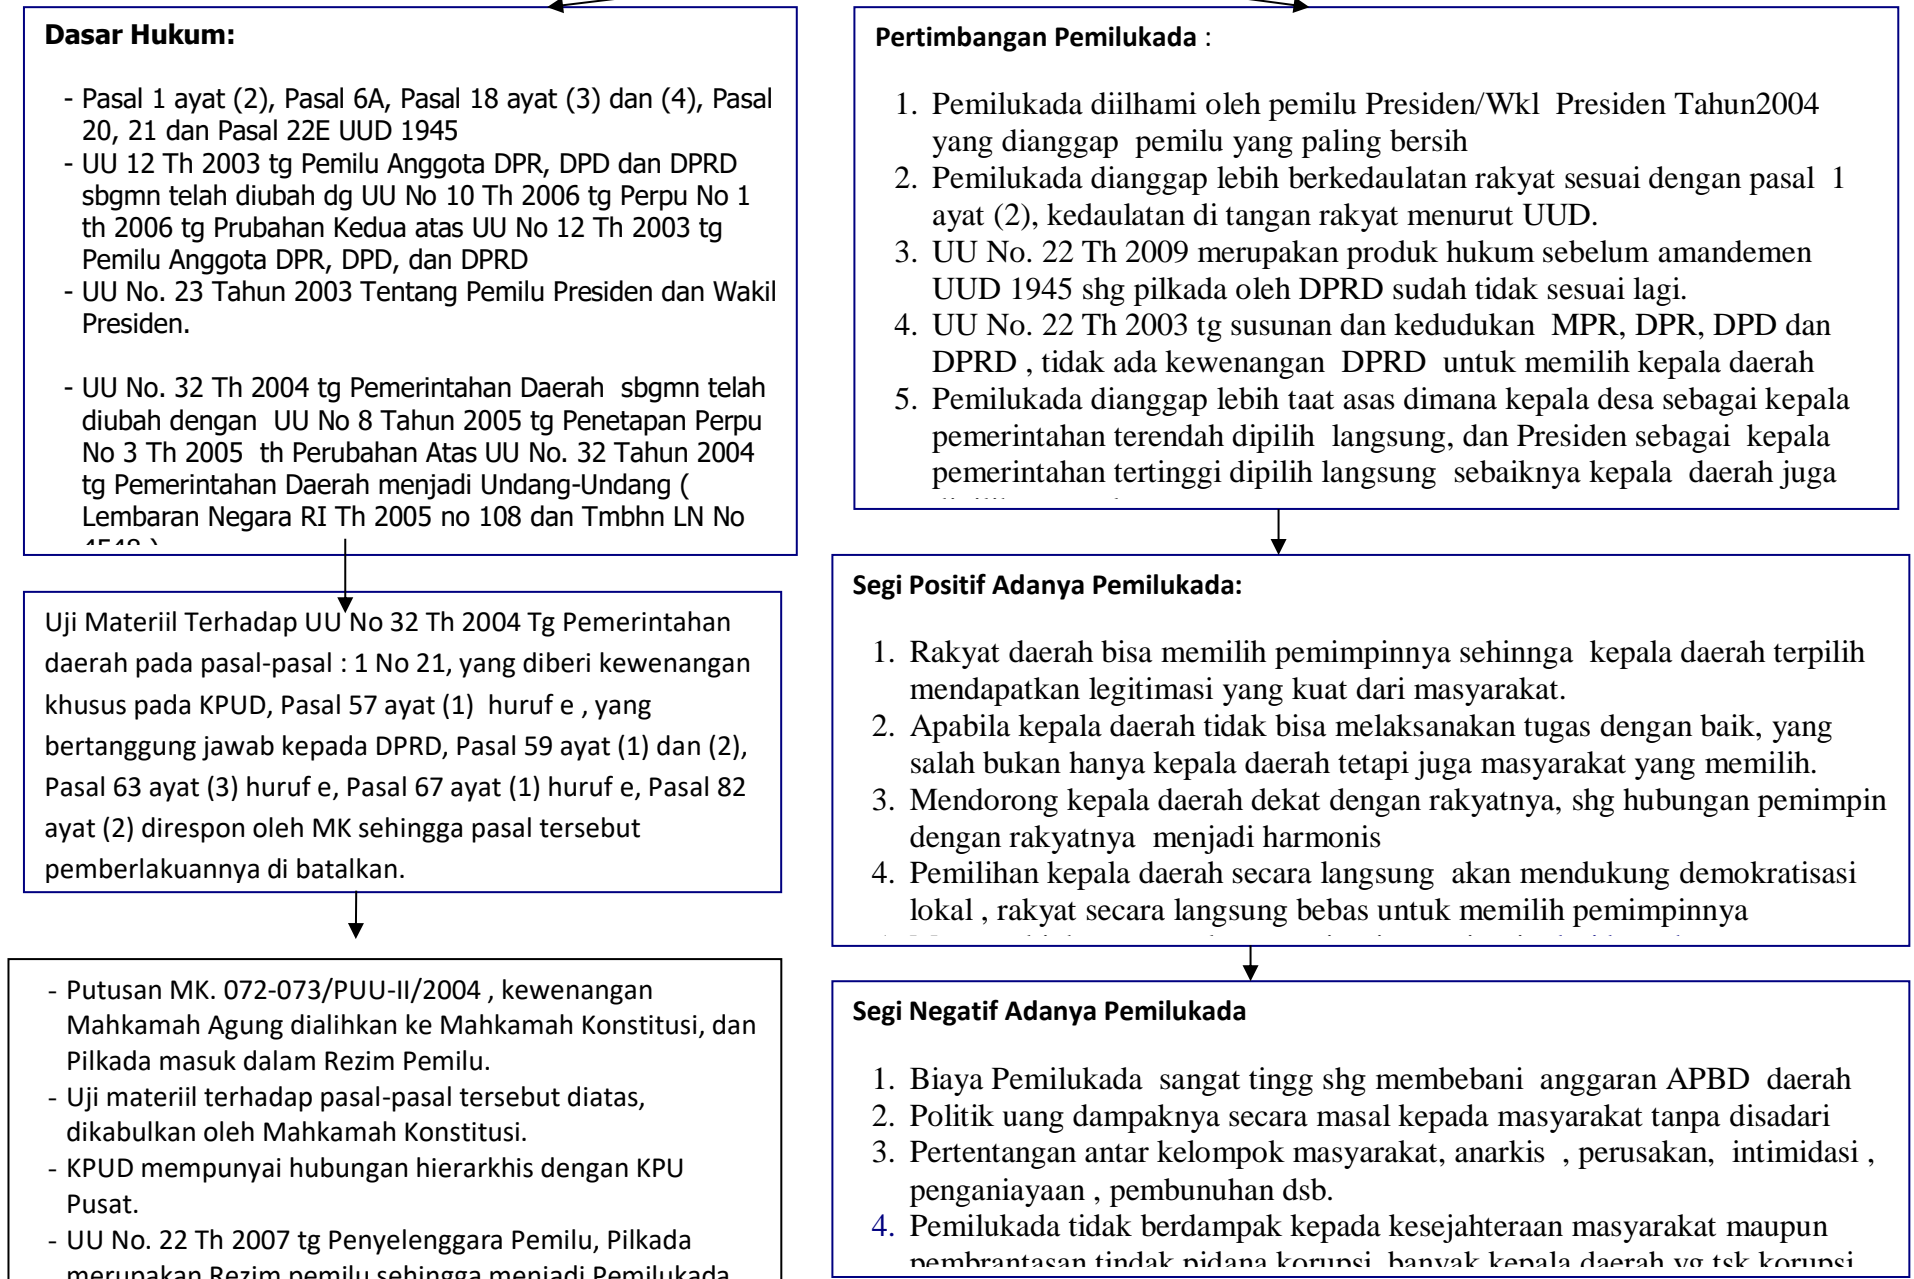 Dasar Hukum:
- Pasal 1 ayat (2), Pasal 6A, Pasal 18 ayat (3) dan (4), Pasal
20, 21 dan Pasal 22E UUD 1945
- UU 12 Th 2003 tg Pemilu Anggota DPR, DPD dan DPRD
sbgmn telah diubah dg UU No 10 Th 2006 tg Perpu No 1
th 2006 tg Prubahan Kedua atas UU No 12 Th 2003 tg
Pemilu Anggota DPR, DPD, dan DPRD
- UU No. 23 Tahun 2003 Tentang Pemilu Presiden dan Wakil
Presiden.
- UU No. 32 Th 2004 tg Pemerintahan Daerah sbgmn telah
diubah dengan UU No 8 Tahun 2005 tg Penetapan Perpu
No 3 Th 2005 th Perubahan Atas UU No. 32 Tahun 2004
tg Pemerintahan Daerah menjadi Undang-Undang (
Lembaran Negara RI Th 2005 no 108 dan Tmbhn LN No
Uji Materiil Terhadap UU No 32 Th 2004 Tg Pemerintahan
daerah pada pasal-pasal : 1 No 21, yang diberi kewenangan
khusus pada KPUD, Pasal 57 ayat (1) huruf e , yang
bertanggung jawab kepada DPRD, Pasal 59 ayat (1) dan (2),
Pasal 63 ayat (3) huruf e, Pasal 67 ayat (1) huruf e, Pasal 82
ayat (2) direspon oleh MK sehingga pasal tersebut
pemberlakuannya di batalkan.
- Putusan MK. 072-073/PUU-II/2004 , kewenangan
Mahkamah Agung dialihkan ke Mahkamah Konstitusi, dan
Pilkada masuk dalam Rezim Pemilu.
- Uji materiil terhadap pasal-pasal tersebut diatas,
dikabulkan oleh Mahkamah Konstitusi.
- KPUD mempunyai hubungan hierarkhis dengan KPU
Pusat.
- UU No. 22 Th 2007 tg Penyelenggara Pemilu, Pilkada
merupakan Rezim pemilu sehingga menjadi Pemilukada
Pertimbangan Pemilukada :
1. Pemilukada diilhami oleh pemilu Presiden/Wkl Presiden Tahun2004
yang dianggap pemilu yang paling bersih
2. Pemilukada dianggap lebih berkedaulatan rakyat sesuai dengan pasal 1
ayat (2), kedaulatan di tangan rakyat menurut UUD.
3. UU No. 22 Th 2009 merupakan produk hukum sebelum amandemen
UUD 1945 shg pilkada oleh DPRD sudah tidak sesuai lagi.
4. UU No. 22 Th 2003 tg susunan dan kedudukan MPR, DPR, DPD dan
DPRD , tidak ada kewenangan DPRD untuk memilih kepala daerah
5. Pemilukada dianggap lebih taat asas dimana kepala desa sebagai kepala
pemerintahan terendah dipilih langsung, dan Presiden sebagai kepala
pemerintahan tertinggi dipilih langsung sebaiknya kepala daerah juga
Segi Positif Adanya Pemilukada:
1. Rakyat daerah bisa memilih pemimpinnya sehinnga kepala daerah terpilih
mendapatkan legitimasi yang kuat dari masyarakat.
2. Apabila kepala daerah tidak bisa melaksanakan tugas dengan baik, yang
salah bukan hanya kepala daerah tetapi juga masyarakat yang memilih.
3. Mendorong kepala daerah dekat dengan rakyatnya, shg hubungan pemimpin
dengan rakyatnya menjadi harmonis
4. Pemilihan kepala daerah secara langsung akan mendukung demokratisasi
lokal , rakyat secara langsung bebas untuk memilih pemimpinnya
Segi Negatif Adanya Pemilukada
1. Biaya Pemilukada sangat tingg shg membebani anggaran APBD daerah
2. Politik uang dampaknya secara masal kepada masyarakat tanpa disadari
3. Pertentangan antar kelompok masyarakat, anarkis , perusakan, intimidasi ,
penganiayaan , pembunuhan dsb.
4. Pemilukada tidak berdampak kepada kesejahteraan masyarakat maupun
pembrantasan tindak pidana korupsi, banyak kepala daerah yg tsk korupsi